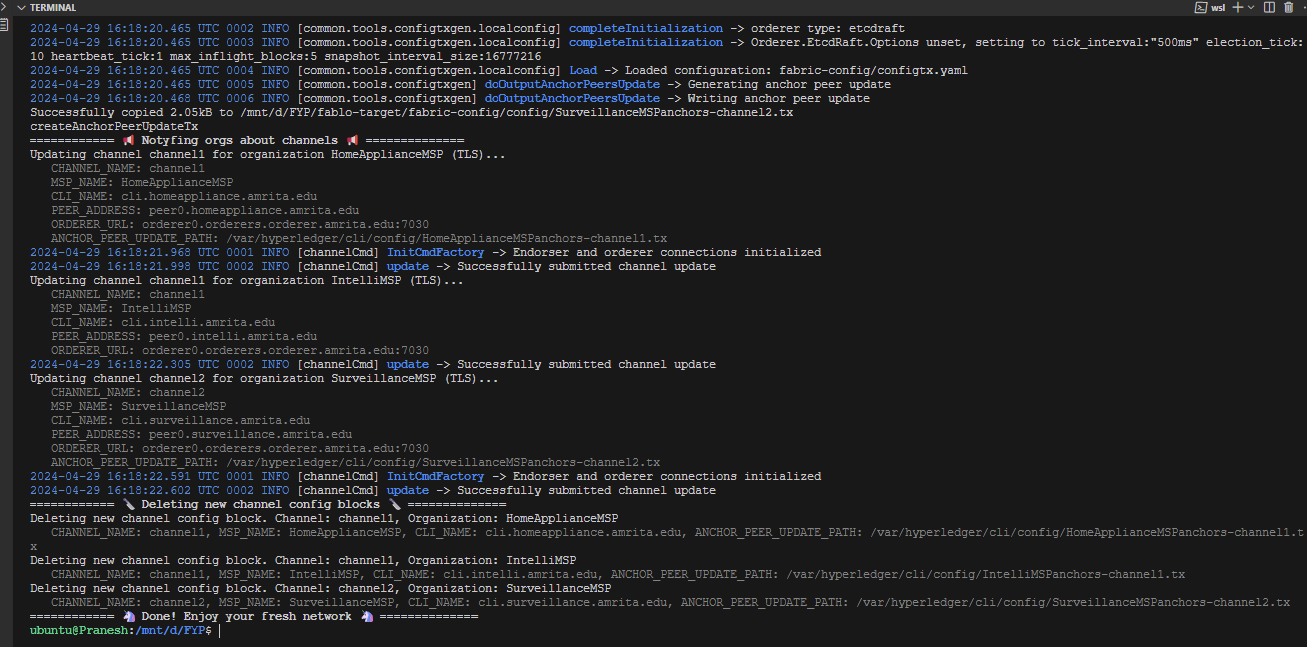 TERMINAL
wsl
2024-04-29 16:18:20.465 UTC 0002 INFO [common.tools.configtxgen.localconfig] completeInitialization -> orderer type: etcdraft
2024-04-29 16:18:20.465 UTC 0003 INFO [common.tools.configtxgen.localconfig] completeInitialization -> Orderer.EtcdRaft.Options unset, setting to tick_interval:"500ms" election_tick:
10 heartbeat_tick:1 max_inflight_blocks:5 snapshot_interval_size:16777216
2024-04-29 16:18:20.465 UTC 0004 INFO [common.tools.configtxgen.localconfig] Load -> Loaded configuration: fabric-config/configtx.yaml
2024-04-29 16:18:20.465 UTC 0005 INFO [common.tools.configtxgen] doOutputAnchorPeersUpdate -> Generating anchor peer update
2024-04-29 16:18:20.468 UTC 0006 INFO [common.tools.configtxgen] doOutputAnchorPeersUpdate -> Writing anchor peer update
Successfully copied 2.05kB to /mnt/d/FYP/fablo-target/fabric-config/config/SurveillanceMSPanchors-channel2.tx
createAnchorPeerUpdateTx
============ 📢 Notyfing orgs about channels 📢 ==============
Updating channel channel1 for organization HomeApplianceMSP (TLS)...
CHANNEL_NAME: channel1
MSP_NAME: HomeApplianceMSP
CLI_NAME: cli.homeappliance.amrita.edu
PEER_ADDRESS: peer0.homeappliance.amrita.edu
ORDERER_URL: orderer0.orderers.orderer.amrita.edu:7030
ANCHOR_PEER_UPDATE_PATH: /var/hyperledger/cli/config/HomeApplianceMSPanchors-channel1.tx
2024-04-29 16:18:21.968 UTC 0001 INFO [channelCmd] InitCmdFactory -> Endorser and orderer connections initialized
2024-04-29 16:18:21.998 UTC 0002 INFO [channelCmd] update -> Successfully submitted channel update
Updating channel channel1 for organization IntelliMSP (TLS)...
CHANNEL_NAME: channel1
MSP_NAME: IntelliMSP
CLI_NAME: cli.intelli.amrita.edu
PEER_ADDRESS: peer0.intelli.amrita.edu
ORDERER_URL: orderer0.orderers.orderer.amrita.edu:7030
2024-04-29 16:18:22.305 UTC 0002 INFO [channelCmd] update -> Successfully submitted channel update
Updating channel channel2 for organization SurveillanceMSP (TLS)...
CHANNEL_NAME: channel2
MSP_NAME: SurveillanceMSP
CLI_NAME: cli.surveillance.amrita.edu
PEER_ADDRESS: peer0.surveillance.amrita.edu
ORDERER_URL: orderer0.orderers.orderer.amrita.edu:7030
ANCHOR_PEER_UPDATE_PATH: /var/hyperledger/cli/config/SurveillanceMSPanchors-channel2.tx
2024-04-29 16:18:22.591 UTC 0001 INFO [channelCmd] InitCmdFactory -> Endorser and orderer connections initialized
2024-04-29 16:18:22.602 UTC 0002 INFO [channelCmd] update -> Successfully submitted channel update
============ 🔪 Deleting new channel config blocks 🔪 ==============
Deleting new channel config block. Channel: channel1, Organization: HomeApplianceMSP
CHANNEL_NAME: channel1, MSP_NAME: HomeApplianceMSP, CLI_NAME: cli.homeappliance.amrita.edu, ANCHOR_PEER_UPDATE_PATH: /var/hyperledger/cli/config/HomeApplianceMSPanchors-channel1.t
x
Deleting new channel config block. Channel: channel1, Organization: IntelliMSP
CHANNEL_NAME: channel1, MSP_NAME: IntelliMSP, CLI_NAME: cli.intelli.amrita.edu, ANCHOR_PEER_UPDATE_PATH: /var/hyperledger/cli/config/IntelliMSPanchors-channel1.tx
Deleting new channel config block. Channel: channel2, Organization: SurveillanceMSP
CHANNEL_NAME: channel2, MSP_NAME: SurveillanceMSP, CLI_NAME: cli.surveillance.amrita.edu, ANCHOR_PEER_UPDATE_PATH: /var/hyperledger/cli/config/SurveillanceMSPanchors-channel2.tx
============ 🦄 Done! Enjoy your fresh network 🦄 ==============
ubuntu@Pranesh:/mnt/d/FYP$